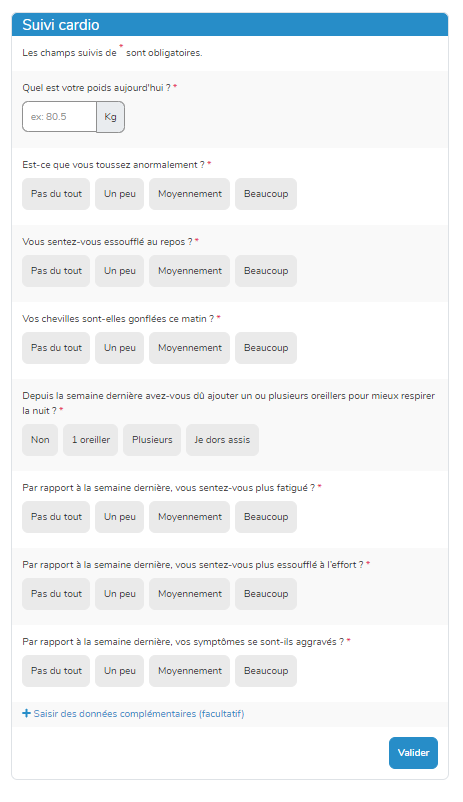 Suivi cardio
Les champs suivis de * sont obligatoires.
Quel est votre poids aujourd'hui ? *
ex: 80.5 Kg
Est-ce que vous toussez anormalement ? *
Pas du tout Un peu Moyennement Beaucoup
Vous sentez-vous essoufflé au repos ? *
Pas du tout Un peu Moyennement Beaucoup
Vos chevilles sont-elles gonflées ce matin ? *
Pas du tout Un peu Moyennement Beaucoup
Depuis la semaine dernière avez-vous dû ajouter un ou plusieurs oreillers pour mieux respirer
la nuit ? *
Non 1 oreiller Plusieurs Je dors assis
Par rapport à la semaine dernière, vous sentez-vous plus fatigué ? *
Pas du tout Un peu Moyennement Beaucoup
Par rapport à la semaine dernière, vous sentez-vous plus essoufflé à l'effort ? *
Pas du tout Un peu Moyennement Beaucoup
Par rapport à la semaine dernière, vos symptômes se sont-ils aggravés ? *
Pas du tout Un peu Moyennement Beaucoup
+ Saisir des données complémentaires (facultatif)
Valider